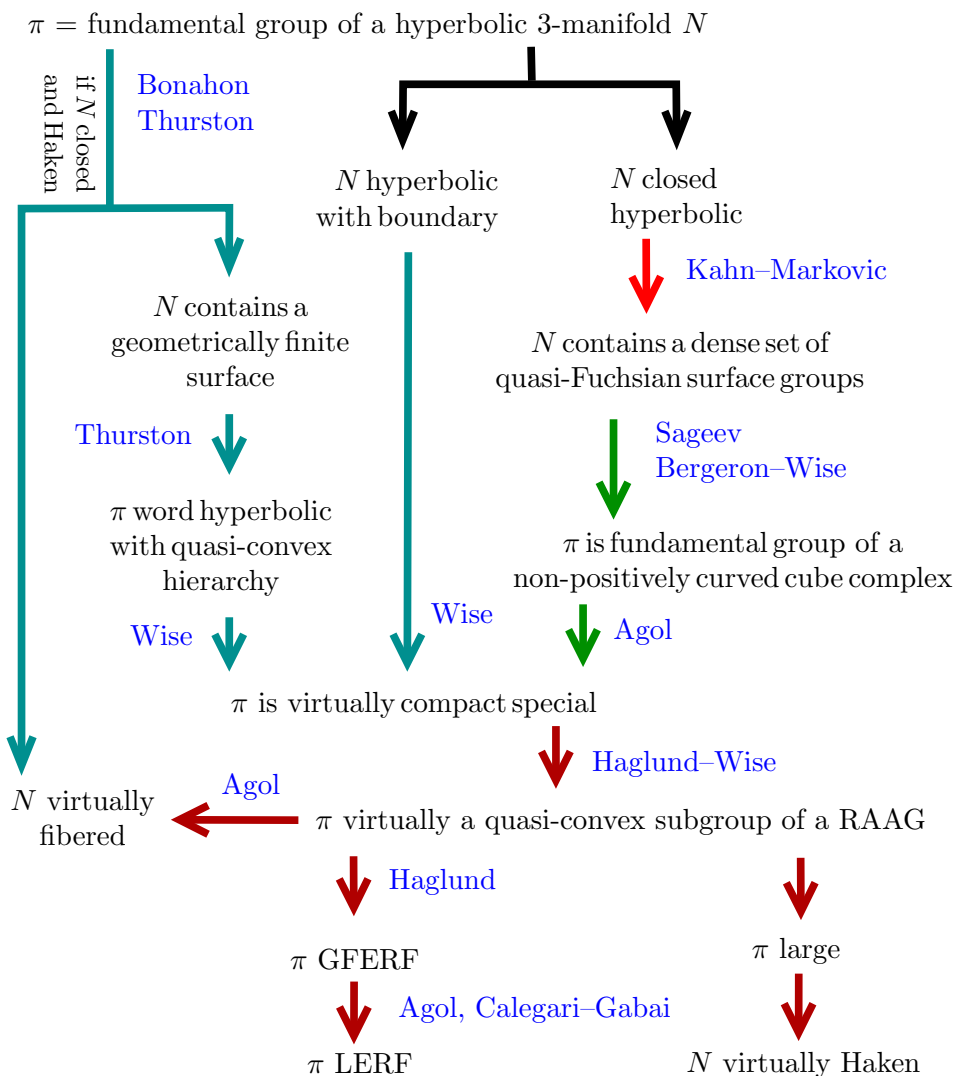 π = fundamental group of a hyperbolic 3-manifold N
if N closed
and Haken
Bonahon
Thurston
N hyperbolic
with boundary
N closed
hyperbolic
Kahn–Markovic
N contains a
geometrically finite
surface
N contains a dense set of
quasi-Fuchsian surface groups
Thurston
Sageev
Bergeron–Wise
π word hyperbolic
with quasi-convex
hierarchy
π is fundamental group of a
non-positively curved cube complex
Wise
Wise
Agol
π is virtually compact special
Haglund–Wise
N virtually
fibered
Agol
π virtually a quasi-convex subgroup of a RAAG
Haglund
π GFERF
π large
Agol, Calegari–Gabai
π LERF
N virtually Haken